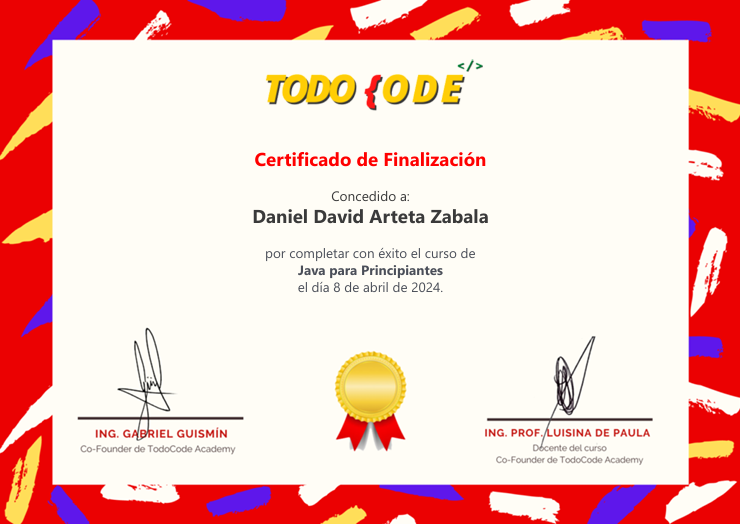 </>
TODO {ODE
Certificado de Finalización
Concedido a:
Daniel David Arteta Zabala
por completar con éxito el curso de
Java para Principiantes
el día 8 de abril de 2024.
ING. GABRIEL GUISMÍN
Co-Founder de TodoCode Academy
ING. PROF. LUISINA DE PAULA
Docente del curso
Co-Founder de TodoCode Academy